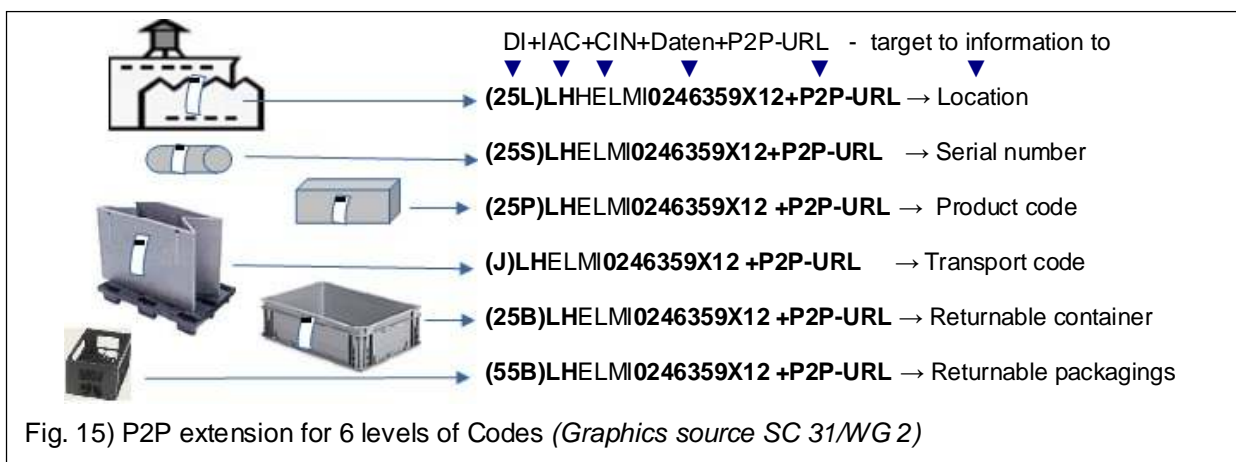 DI+IAC+CIN+Daten+P2P-URL - target to information to
(25L)LHHELMI0246359X12+P2P-URL → Location
(25S)LHELMI0246359X12+P2P-URL → Serial number
(25P)LHELMI0246359X12 +P2P-URL → Product code
(J)LHELMI0246359X12 +P2P-URL → Transport code
(25B)LHELMI0246359X12 +P2P-URL → Returnable container
(55B)LHELMI0246359X12 +P2P-URL → Returnable packagings
Fig. 15) P2P extension for 6 levels of Codes (Graphics source SC 31/WG 2)